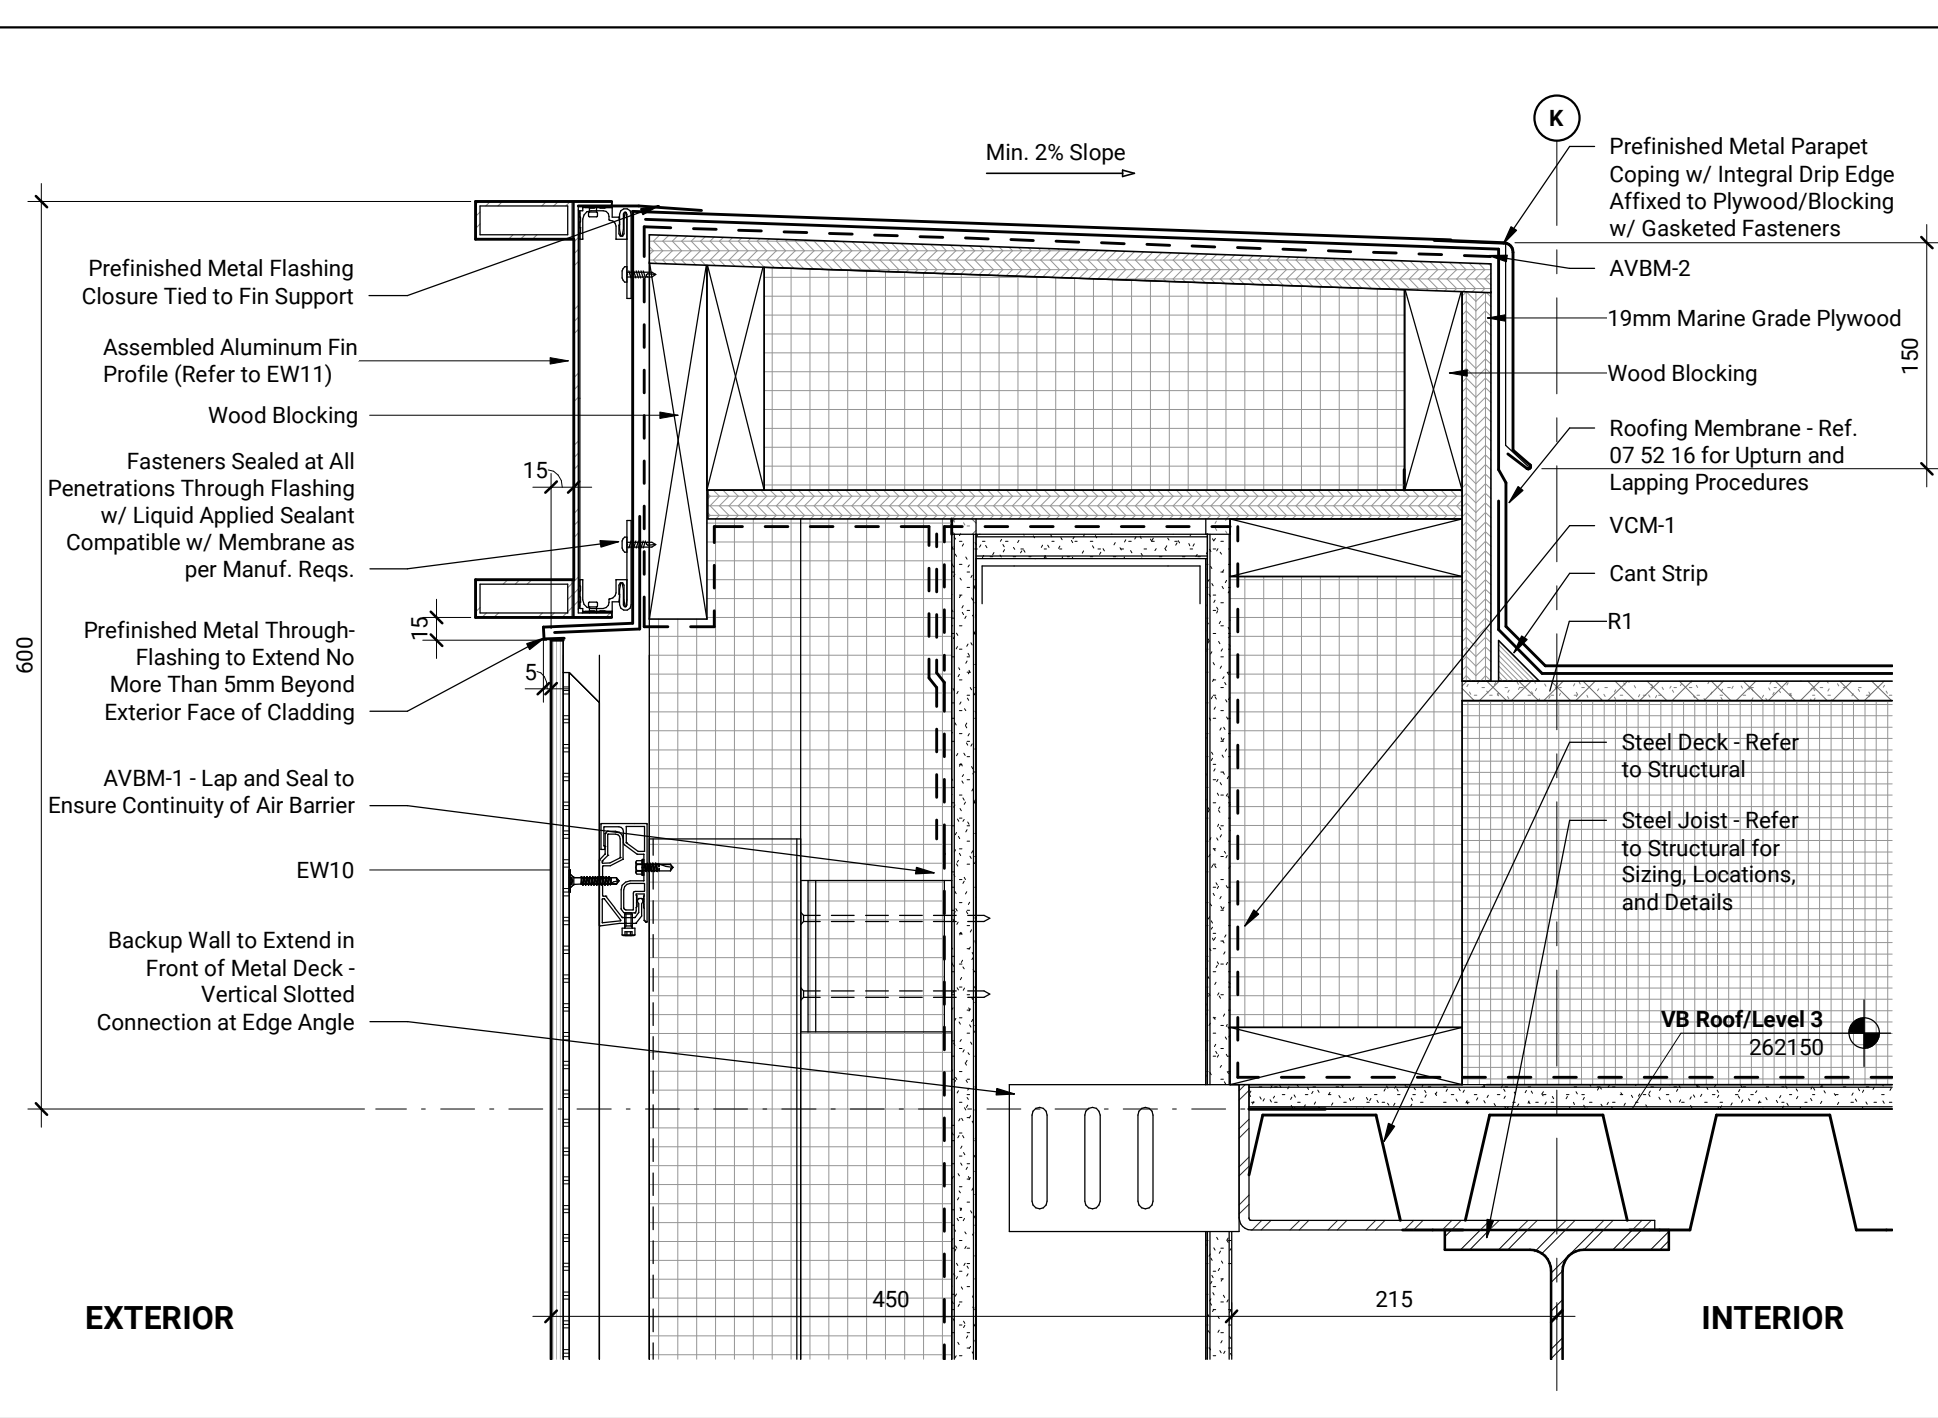 K
Min. 2% Slope
Prefinished Metal Parapet
Coping w/ Integral Drip Edge
Affixed to Plywood/Blocking
w/ Gasketed Fasteners
AVBM-2
19mm Marine Grade Plywood
150
Wood Blocking
Roofing Membrane - Ref.
07 52 16 for Upturn and
Lapping Procedures
VCM-1
Cant Strip
R1
Steel Deck - Refer
to Structural
Steel Joist - Refer
to Structural for
Sizing, Locations,
and Details
VB Roof/Level 3
262150
Prefinished Metal Flashing
Closure Tied to Fin Support
Assembled Aluminum Fin
Profile (Refer to EW11)
Wood Blocking
Fasteners Sealed at All
Penetrations Through Flashing
w/ Liquid Applied Sealant
Compatible w/ Membrane as
per Manuf. Reqs.
15
15
600
Prefinished Metal Through-
Flashing to Extend No
More Than 5mm Beyond
Exterior Face of Cladding
5
AVBM-1 - Lap and Seal to
Ensure Continuity of Air Barrier
EW10
Backup Wall to Extend in
Front of Metal Deck -
Vertical Slotted
Connection at Edge Angle
450
215
EXTERIOR
INTERIOR